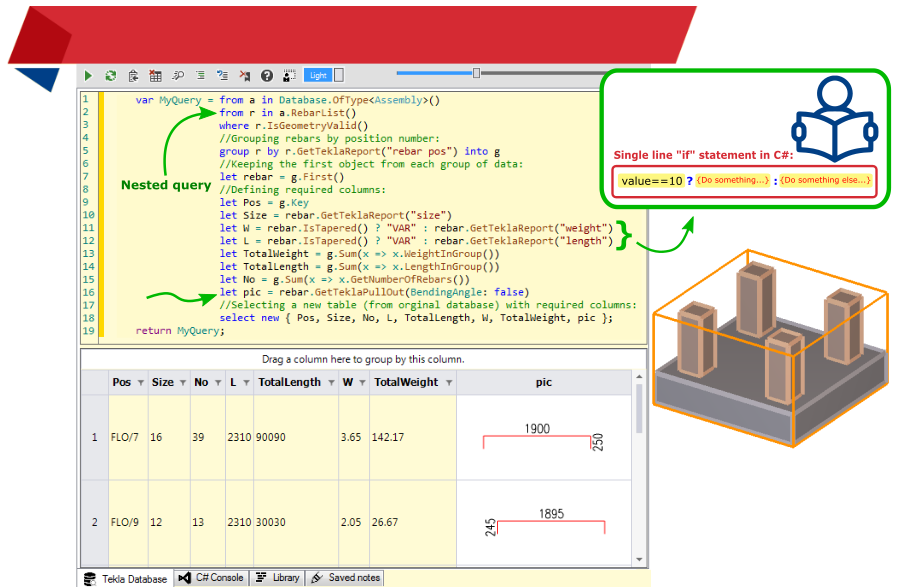 Light
1 var MyQuery = from a in Database.OfType<Assembly>()
2 from r in a.RebarList()
3 where r.IsGeometryValid()
4 //Grouping rebars by position number:
5 group r by r.GetTeklaReport("rebar pos") into g
6 //Keeping the first object from each group of data:
7 let rebar = g.First()
8 //Defining required columns:
9 let Pos = g.Key
10 let Size = rebar.GetTeklaReport("size")
11 let W = rebar.IsTapered() ? "VAR" : rebar.GetTeklaReport("weight")
12 let L = rebar.IsTapered() ? "VAR" : rebar.GetTeklaReport("length")
13 let TotalWeight = g.Sum(x => x.WeightInGroup())
14 let TotalLength = g.Sum(x => x.LengthInGroup())
15 let No = g.Sum(x => x.GetNumberOfRebars())
16 let pic = rebar.GetTeklaPullOut(BendingAngle: false)
17 //Selecting a new table (from orginal database) with required columns:
18 select new { Pos, Size, No, L, TotalLength, W, TotalWeight, pic };
19 return MyQuery;
Nested query
}
Single line "if" statement in C#:
value==10 ? {Do something...} : {Do something else...}
Drag a column here to group by this column.
Pos Size No L TotalLength W TotalWeight pic
1 FLO/7 16 39 2310 90090 3.65 142.17 1900 250
2 FLO/9 12 13 2310 30030 2.05 26.67 245 1895
Tekla Database C# Console Library Saved notes